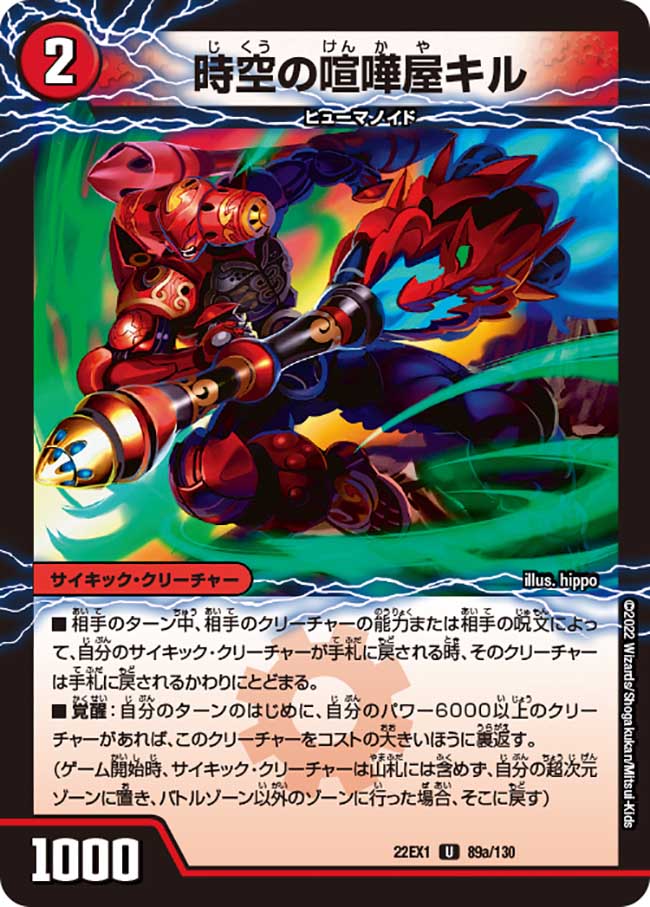 2
じくう けんかや
時空の喧嘩屋キル
ヒューマノイド
サイキック・クリーチャー
illus. hippo
■相手のターン中、相手のクリーチャーの能力または相手の呪文によっ
て、自分のサイキック・クリーチャーが手札に戻される時、そのクリーチャー
は手札に戻されるかわりにとどまる。
■覚醒：自分のターンのはじめに、自分のパワー6000以上のクリー
チャーがあれば、このクリーチャーをコストの大きいほうに裏返す。
(ゲーム開始時、サイキック・クリーチャーは山札には含めず、自分の超次元
ゾーンに置き、バトルゾーン以外のゾーンに行った場合、そこに戻す)
©2022 Wizards/Shogakukan/Mitsui-Kids
1000
22EX1 U 89a/130